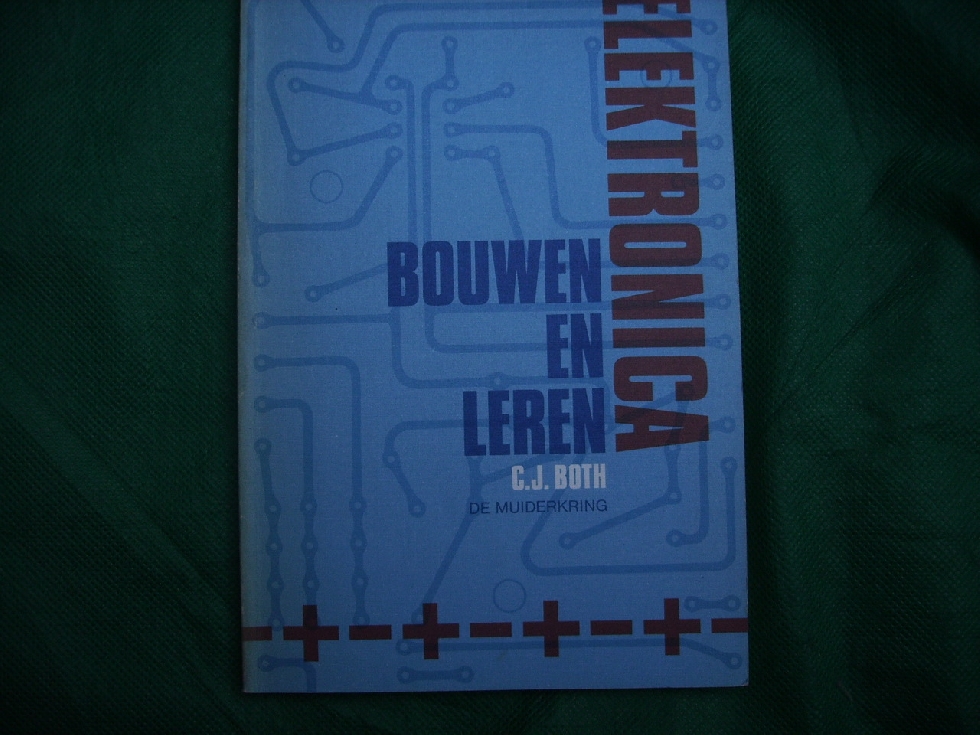 ELEKTRONICA
BOUWEN
EN
LEREN
C.J. BOTH
DE MUIDERKRING